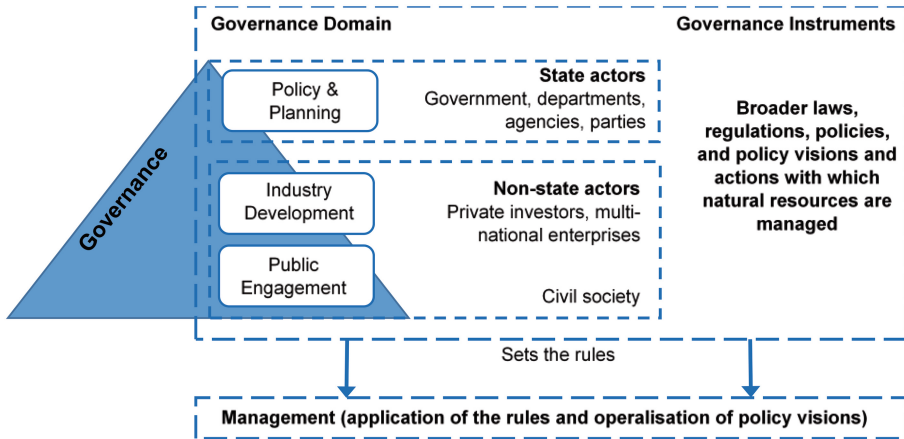 Governance Domain
Governance Instruments
Governance
Policy &
Planning
State actors
Government, departments,
agencies, parties
Industry
Development
Non-state actors
Private investors, multi-
national enterprises
Public
Engagement
Civil society
Broader laws,
regulations, policies,
and policy visions and
actions with which
natural resources are
managed
Sets the rules
Management (application of the rules and operalisation of policy visions)